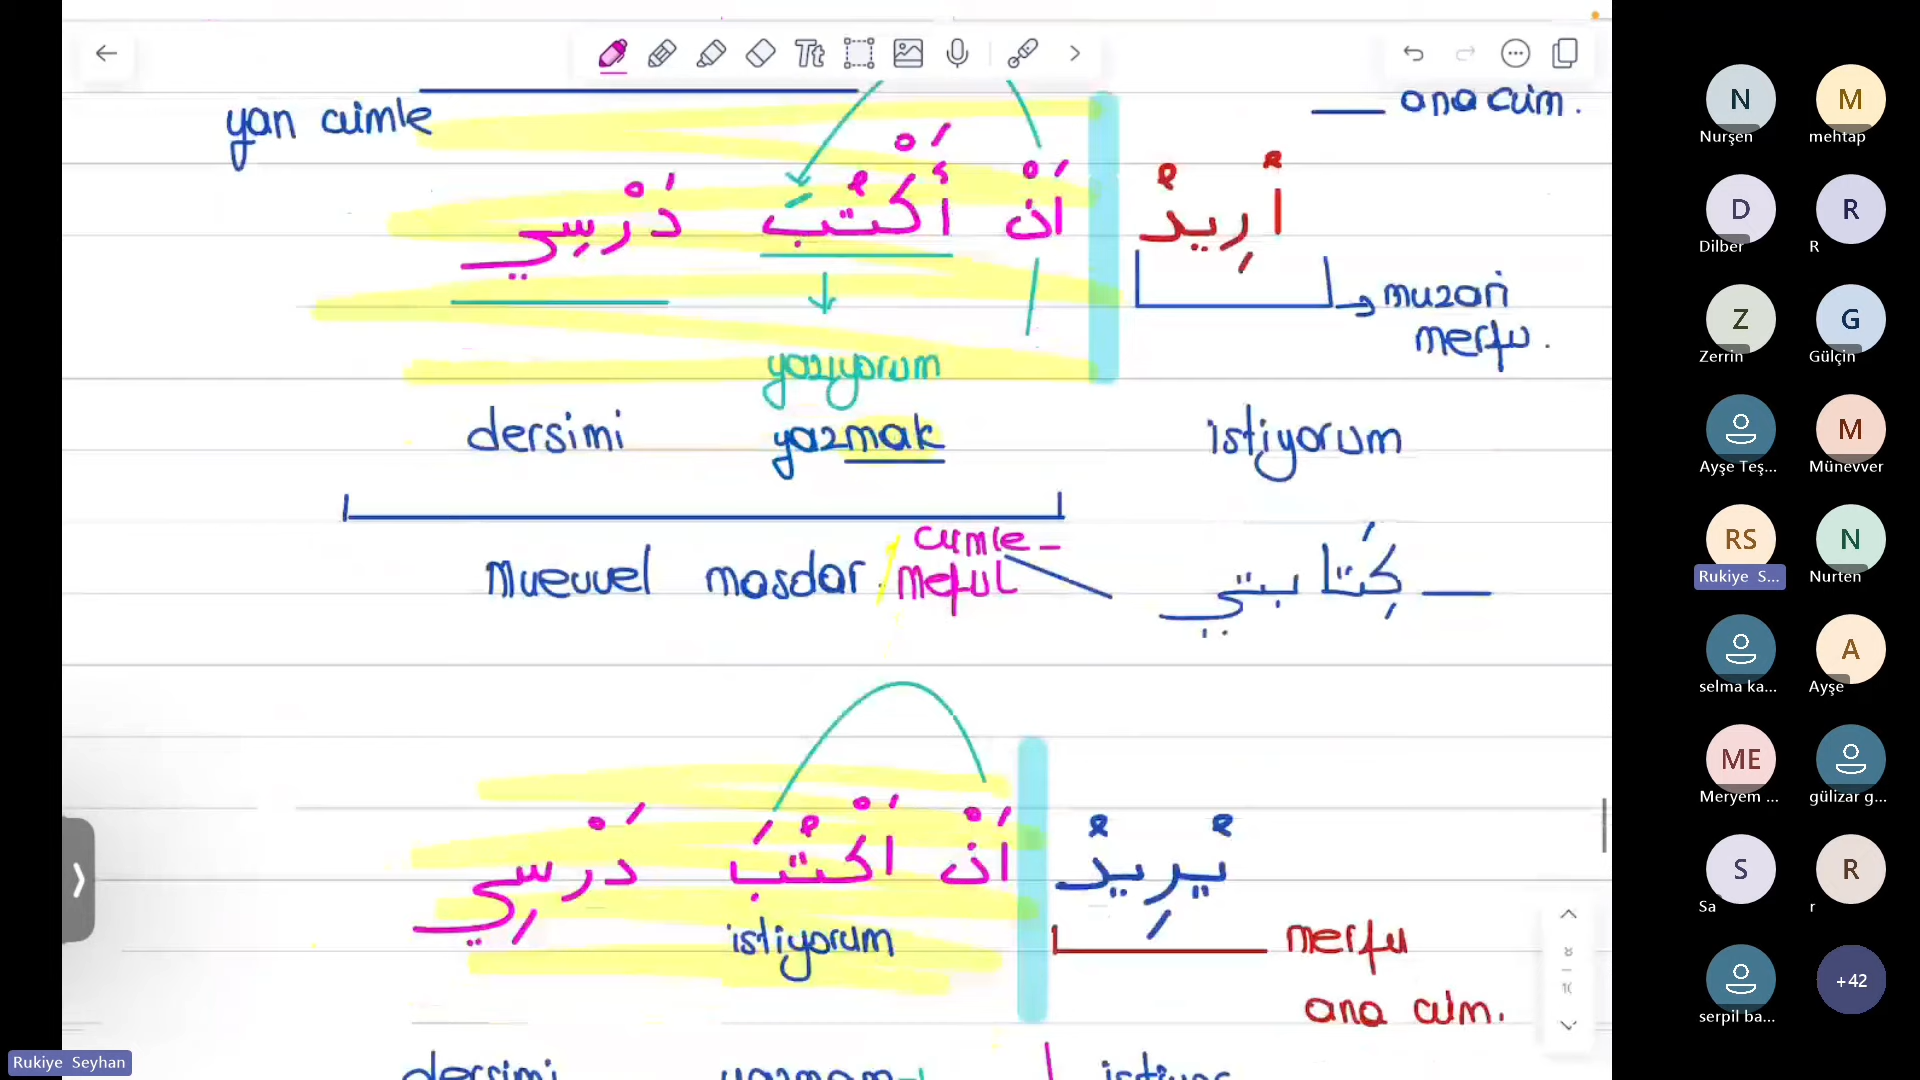 yan cümle ana cüm.
أُرِيدُ أَنْ أَكْتُبَ دَرْسِي
muzari
merfu.
yazıyorum
dersimi yazmak istiyorum
cümle -
Müevvel masdar. meful كِتَابَتِي
يُرِيدُ أَنْ أَكْتُبَ دَرْسِي
istiyorum
merfu
ana cüm.
dersimi
Nurşen
mehtap
Dilber
R
Zerrin
Gülçin
Ayşe Teş...
Münevver
RS
Rukiye S...
Nurten
selma ka...
Ayşe
ME
Meryem ...
gülizar g...
Sa
r
serpil ba...
+42
Rukiye Seyhan